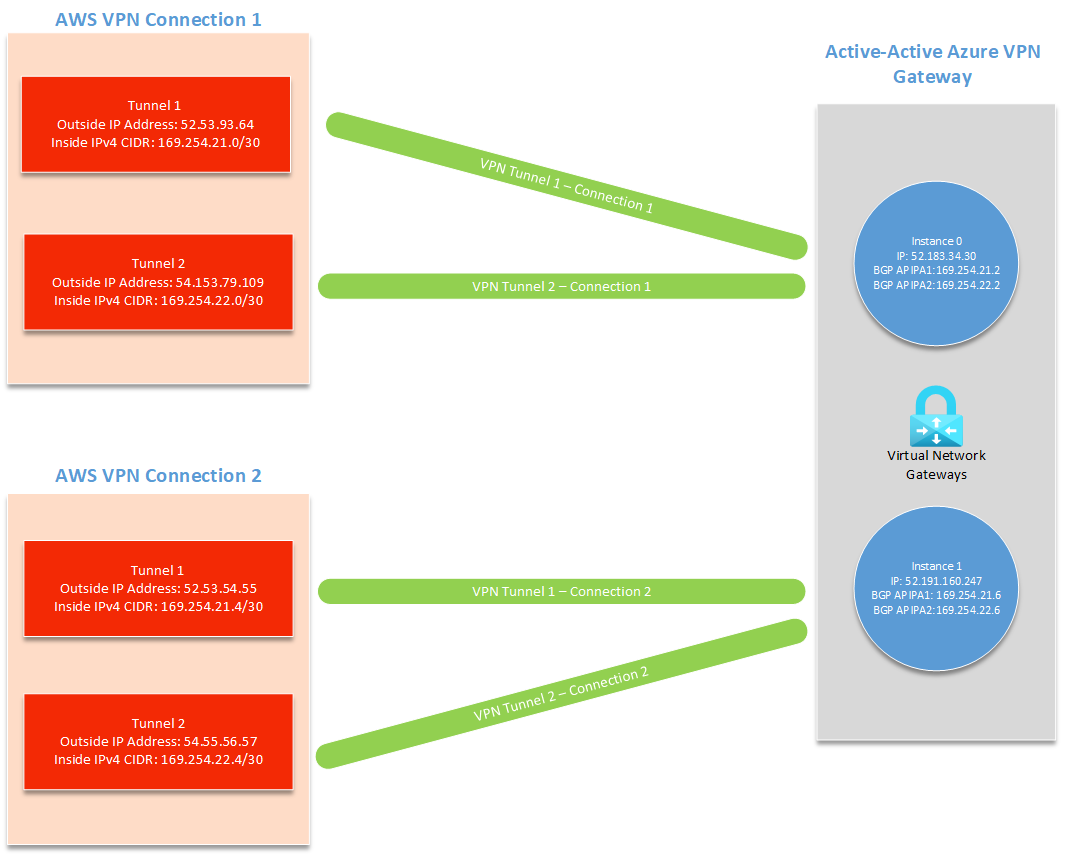 AWS VPN Connection 1
Tunnel 1
Outside IP Address: 52.53.93.64
Inside IPv4 CIDR: 169.254.21.0/30
Tunnel 2
Outside IP Address: 54.153.79.109
Inside IPv4 CIDR: 169.254.22.0/30
VPN Tunnel 1 – Connection 1
VPN Tunnel 2 – Connection 1
Active-Active Azure VPN
Gateway
Instance 0
IP: 52.183.34.30
BGP APIPA1:169.254.21.2
BGP APIPA2:169.254.22.2
Virtual Network
Gateways
AWS VPN Connection 2
Tunnel 1
Outside IP Address: 52.53.54.55
Inside IPv4 CIDR: 169.254.21.4/30
Tunnel 2
Outside IP Address: 54.55.56.57
Inside IPv4 CIDR: 169.254.22.4/30
VPN Tunnel 1 – Connection 2
VPN Tunnel 2 – Connection 2
Instance 1
IP: 52.191.160.247
BGP APIPA1: 169.254.21.6
BGP APIPA2:169.254.22.6